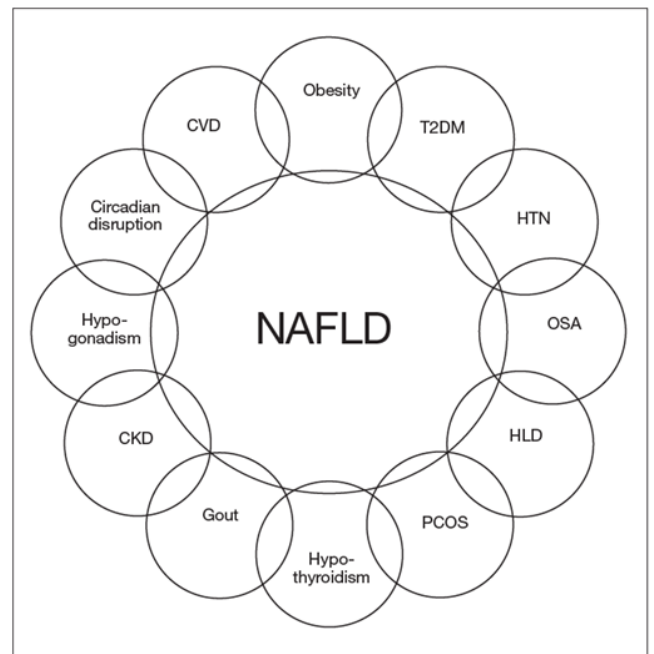 Obesity
T2DM
HTN
OSA
HLD
PCOS
Hypo-
thyroidism
Gout
CKD
Hypo-
gonadism
Circadian
disruption
CVD
NAFLD